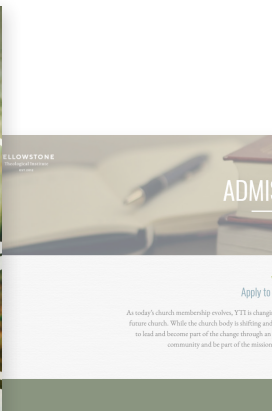 ELLOWSTONE
Theological Institute
ADMIS
Apply to
As today's church membership evolves, YTI is changi
future church. While the church body is shifting and
to lead and become part of the change through an
community and be part of the mission